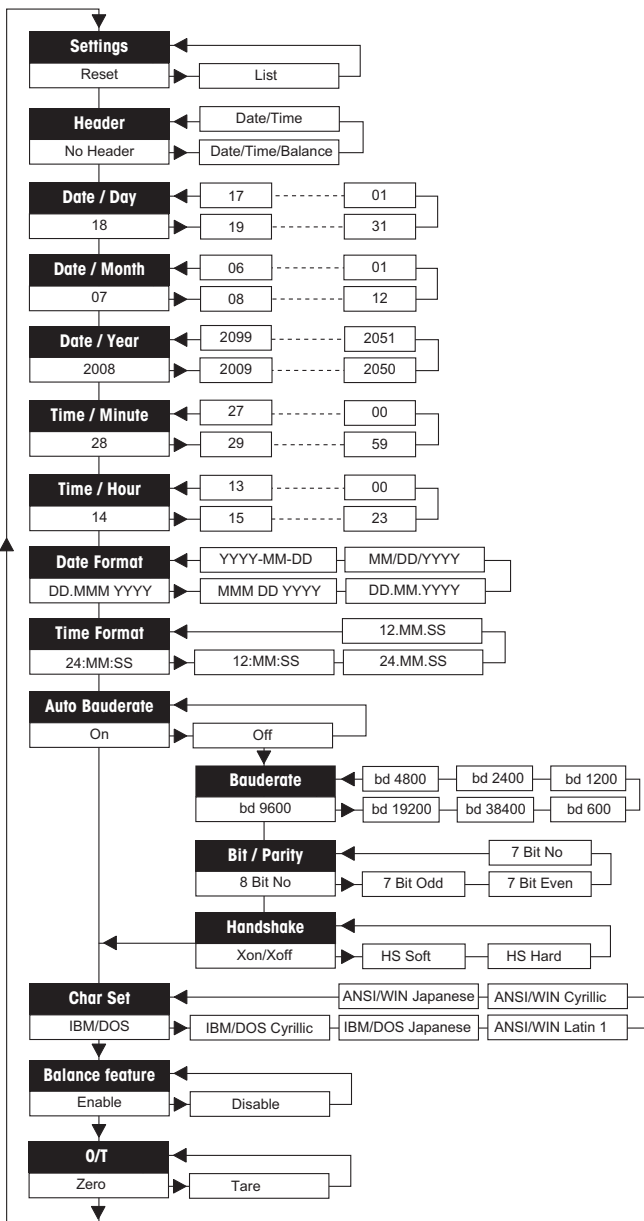 Settings
Reset List
Header Date/Time
No Header Date/Time/Balance
Date / Day 17 01
18 19 31
Date / Month 06 01
07 08 12
Date / Year 2099 2051
2008 2009 2050
Time / Minute 27 00
28 29 59
Time / Hour 13 00
14 15 23
Date Format YYYY-MM-DD MM/DD/YYYY
DD.MMM YYYY MMM DD YYYY DD.MM.YYYY
Time Format 12.MM.SS
24:MM:SS 12:MM:SS 24.MM.SS
Auto Bauderate
On Off
Bauderate bd 4800 bd 2400 bd 1200
bd 9600 bd 19200 bd 38400 bd 600
Bit / Parity 7 Bit No
8 Bit No 7 Bit Odd 7 Bit Even
Handshake
Xon/Xoff HS Soft HS Hard
Char Set ANSI/WIN Japanese ANSI/WIN Cyrillic
IBM/DOS IBM/DOS Cyrillic IBM/DOS Japanese ANSI/WIN Latin 1
Balance feature
Enable Disable
O/T
Zero Tare